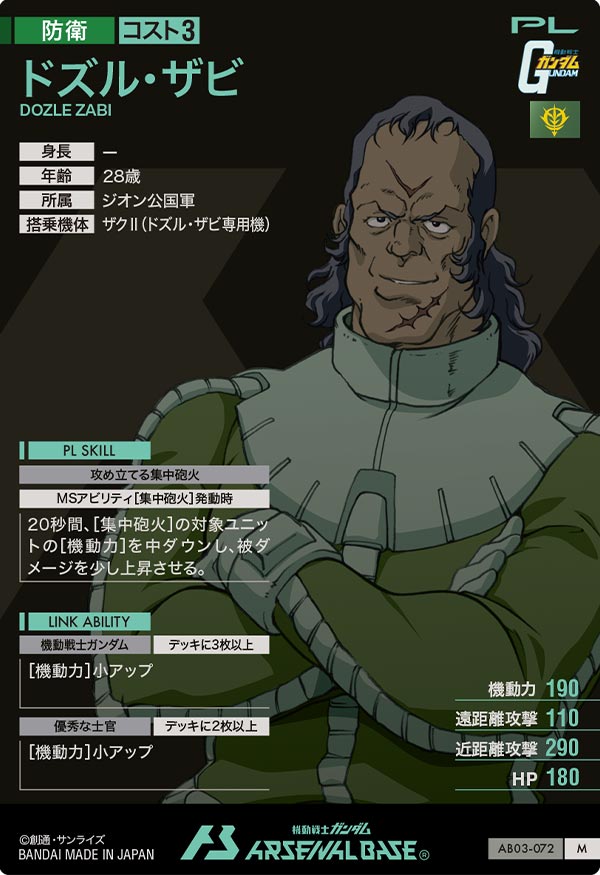 防衛 コスト3
PL
機動戦士
ガンダム
GUNDAM
ドズル・ザビ
DOZLE ZABI
身長 ー
年齢 28歳
所属 ジオン公国軍
搭乗機体 ザクⅡ(ドズル・ザビ専用機)
PL SKILL
攻め立てる集中砲火
MSアビリティ[集中砲火]発動時
20秒間、[集中砲火]の対象ユニッ
トの[機動力]を中ダウンし、被ダ
メージを少し上昇させる。
LINK ABILITY
機動戦士ガンダム デッキに3枚以上
[機動力]小アップ
優秀な士官 デッキに2枚以上
[機動力]小アップ
機動力 190
遠距離攻撃 110
近距離攻撃 290
HP 180
©創通・サンライズ
BANDAI MADE IN JAPAN
AB
機動戦士ガンダム
ARSENAL BASE®
AB03-072 M